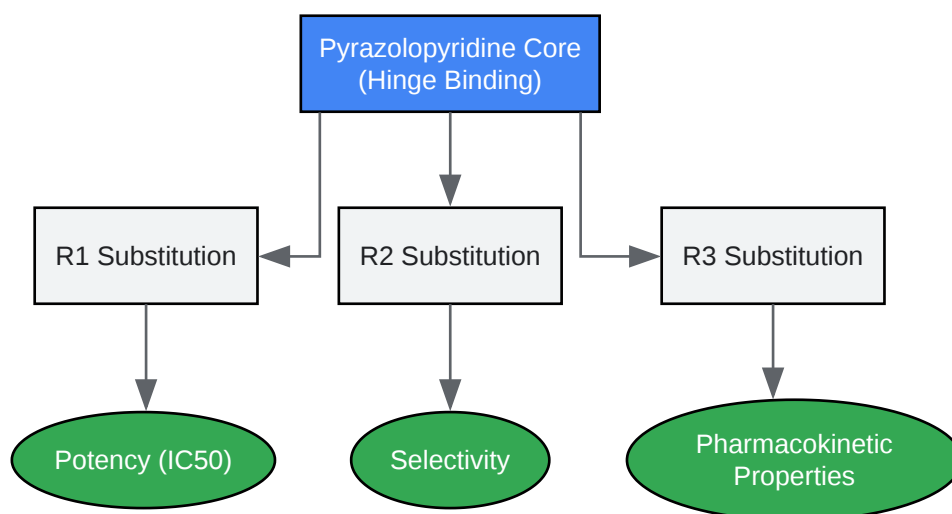 Pyrazolopyridine Core
(Hinge Binding)
R1 Substitution
R2 Substitution
R3 Substitution
Potency (IC50)
Selectivity
Pharmacokinetic
Properties